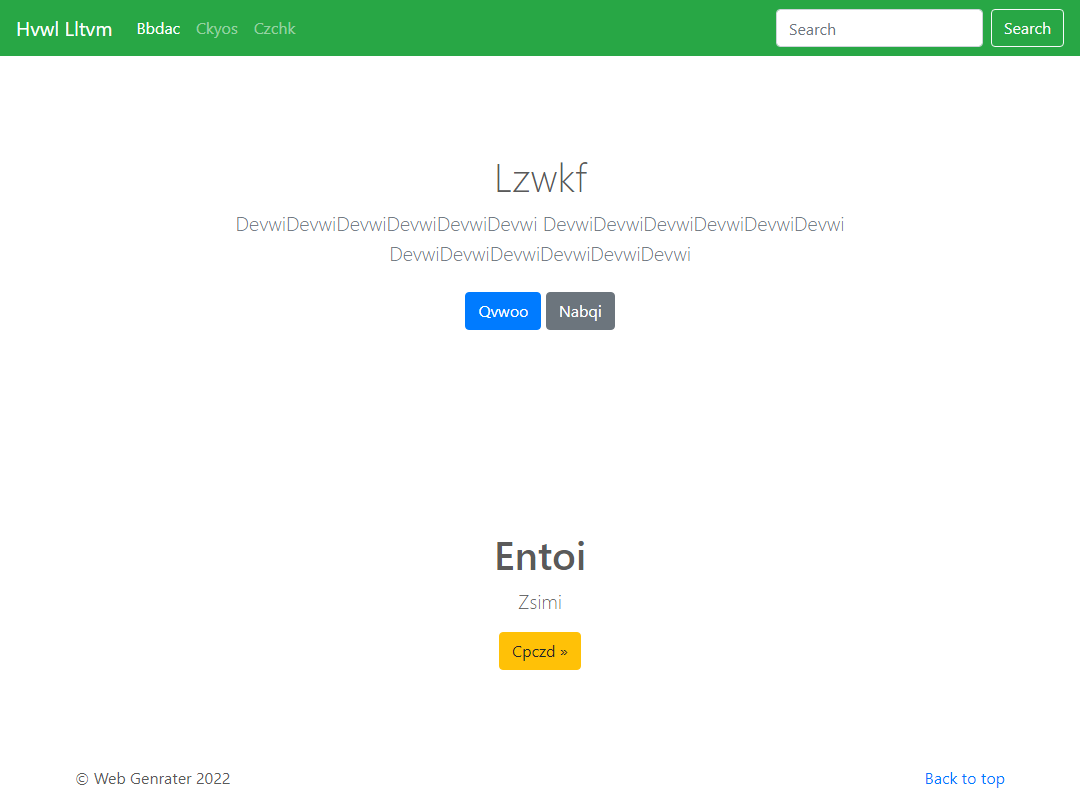 Hvwl Lltvm Bbdac Ckyos Czchk Search Search
Lzwkf
DevwiDevwiDevwiDevwiDevwiDevwi DevwiDevwiDevwiDevwiDevwiDevwi
DevwiDevwiDevwiDevwiDevwiDevwi
Qvwoo Nabqi
Entoi
Zsimi
Cpczd »
© Web Genrater 2022 Back to top